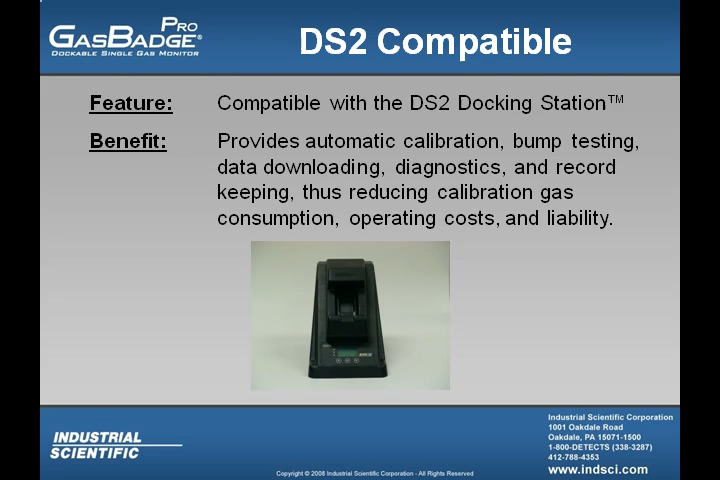 GASBADGE® PRO
DOCKABLE SINGLE GAS MONITOR
DS2 Compatible
Feature: Compatible with the DS2 Docking Station™
Benefit: Provides automatic calibration, bump testing,
data downloading, diagnostics, and record
keeping, thus reducing calibration gas
consumption, operating costs, and liability.
INDUSTRIAL
SCIENTIFIC
Copyright © 2008 Industrial Scientific Corporation - All Rights Reserved
Industrial Scientific Corporation
1001 Oakdale Road
Oakdale, PA 15071-1500
1-800-DETECTS (338-3287)
412-788-4353
www.indsci.com